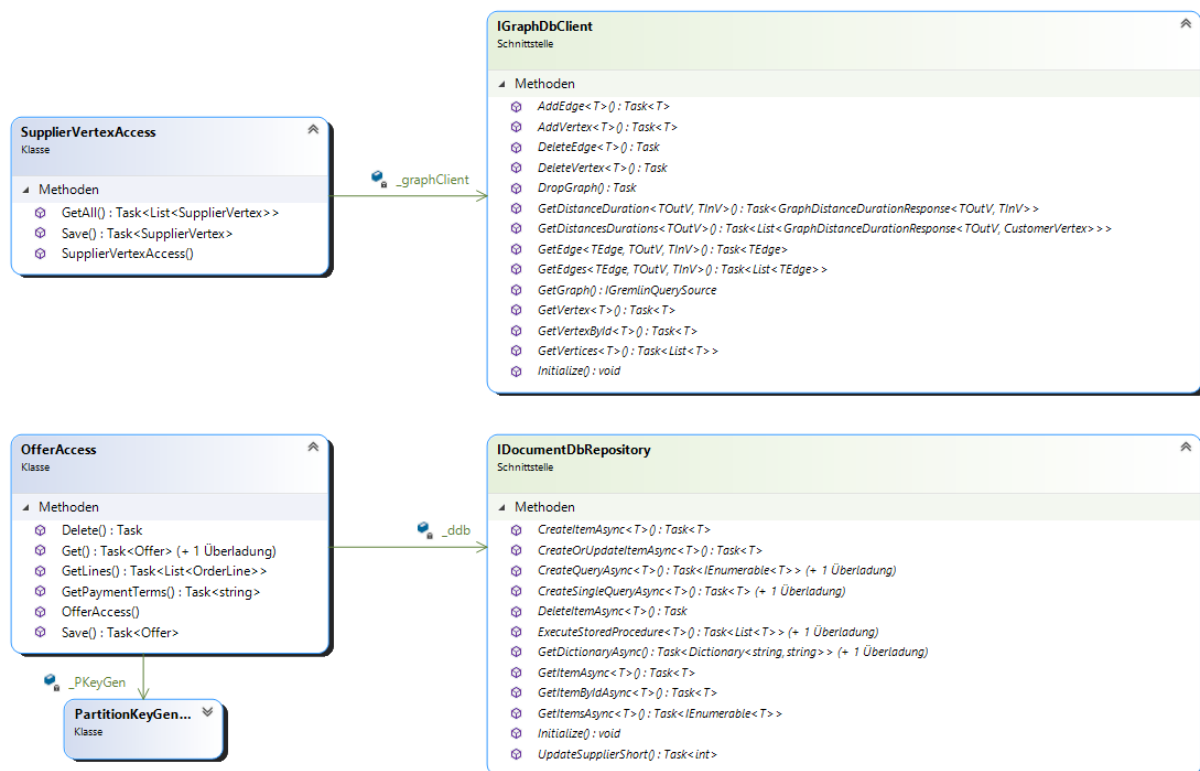 IGraphDbClient
Schnittstelle
Methoden
AddEdge<T>() : Task<T>
AddVertex<T>() : Task<T>
DeleteEdge<T>() : Task
DeleteVertex<T>() : Task
DropGraph() : Task
GetDistanceDuration<TOutV, TInV>() : Task<GraphDistanceDurationResponse<TOutV, TInV>>
GetDistancesDurations<TOutV>() : Task<List<GraphDistanceDurationResponse<TOutV, CustomerVertex>>>
GetEdge<TEdge, TOutV, TInV>() : Task<TEdge>
GetEdges<TEdge, TOutV, TInV>() : Task<List<TEdge>>
GetGraph() : IGremlinQuerySource
GetVertex<T>() : Task<T>
GetVertexById<T>() : Task<T>
GetVertices<T>() : Task<List<T>>
Initialize() : void
SupplierVertexAccess
Klasse
Methoden
GetAll() : Task<List<SupplierVertex>>
Save() : Task<SupplierVertex>
SupplierVertexAccess()
_graphClient
OfferAccess
Klasse
Methoden
Delete() : Task
Get() : Task<Offer> (+ 1 Überladung)
GetLines() : Task<List<OrderLine>>
GetPaymentTerms() : Task<string>
OfferAccess()
Save() : Task<Offer>
_ddb
IDocumentDbRepository
Schnittstelle
Methoden
CreateItemAsync<T>() : Task<T>
CreateOrUpdateItemAsync<T>() : Task<T>
CreateQueryAsync<T>() : Task<IEnumerable<T>> (+ 1 Überladung)
CreateSingleQueryAsync<T>() : Task<T> (+ 1 Überladung)
DeleteItemAsync<T>() : Task
ExecuteStoredProcedure<T>() : Task<List<T>> (+ 1 Überladung)
GetDictionaryAsync() : Task<Dictionary<string, string>> (+ 1 Überladung)
GetItemAsync<T>() : Task<T>
GetItemByIdAsync<T>() : Task<T>
GetItemsAsync<T>() : Task<IEnumerable<T>>
Initialize() : void
UpdateSupplierShort() : Task<int>
_PKeyGen
PartitionKeyGen...
Klasse